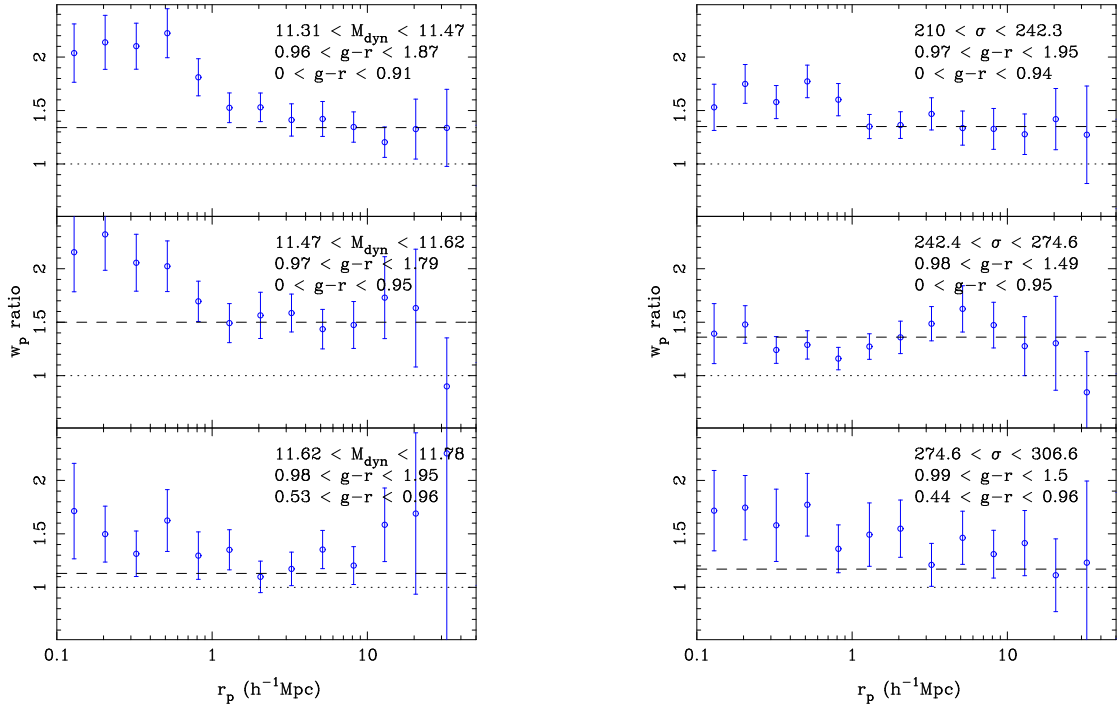 11.31 < M_dyn < 11.47
0.96 < g−r < 1.87
0 < g−r < 0.91
2
1.5
1
11.47 < M_dyn < 11.62
0.97 < g−r < 1.79
0 < g−r < 0.95
2
1.5
1
w_p ratio
11.62 < M_dyn < 11.78
0.98 < g−r < 1.95
0.53 < g−r < 0.96
2
1.5
1
0.1 1 10
r_p (h⁻¹Mpc)
210 < σ < 242.3
0.97 < g−r < 1.95
0 < g−r < 0.94
2
1.5
1
242.4 < σ < 274.6
0.98 < g−r < 1.49
0 < g−r < 0.95
2
1.5
1
w_p ratio
274.6 < σ < 306.6
0.99 < g−r < 1.5
0.44 < g−r < 0.96
2
1.5
1
0.1 1 10
r_p (h⁻¹Mpc)